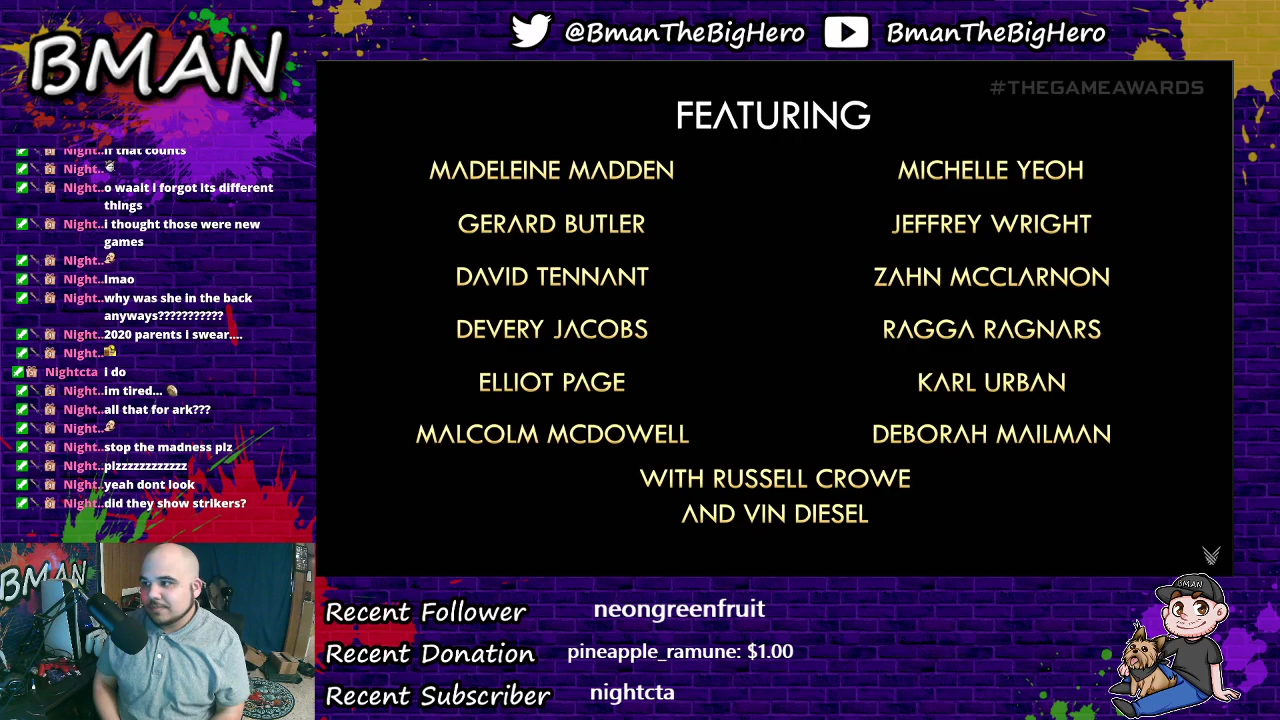 BMAN
@BmanTheBigHero
BmanTheBigHero
#THEGAMEAWARDS
FEATURING
MADELEINE MADDEN
MICHELLE YEOH
GERARD BUTLER
JEFFREY WRIGHT
DAVID TENNANT
ZAHN MCCLARNON
DEVERY JACOBS
RAGGA RAGNARS
ELLIOT PAGE
KARL URBAN
MALCOLM MCDOWELL
DEBORAH MAILMAN
WITH RUSSELL CROWE
AND VIN DIESEL
Night.. if that counts
Night..
Night.. o waait I forgot its different
things
Night.. i thought those were new
games
Night..
Night.. lmao
Night.. why was she in the back
anyways???????????
Night.. 2020 parents I swear....
Night..
Nightcta i do
Night.. im tired...
Night.. all that for ark???
Night..
Night.. stop the madness plz
Night.. plzzzzzzzzzzzz
Night.. yeah dont look
Night.. did they show strikers?
BMAN
Recent Follower neongreenfruit
Recent Donation pineapple_ramune: $1.00
Recent Subscriber nightcta
BMAN